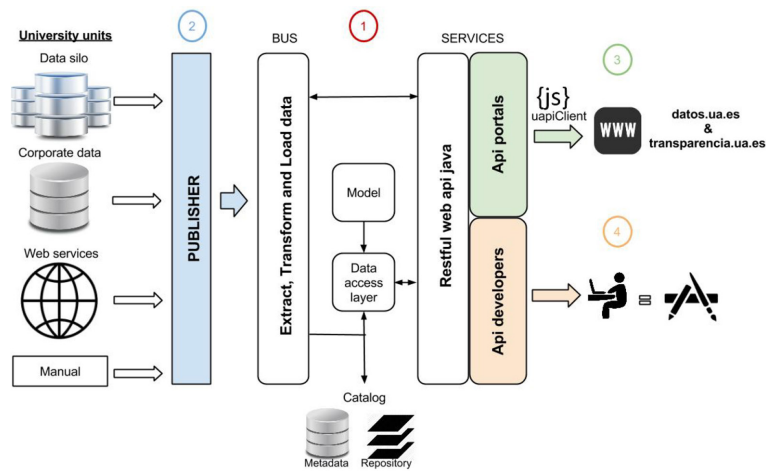 University units
2
BUS
1
SERVICES
3
Data silo
Corporate data
Web services
Manual
PUBLISHER
Extract, Transform and Load data
Model
Data
access
layer
Catalog
Metadata
Repository
Restful web api java
Api portals
Api developers
{js}
uapiClient
WWW
datos.ua.es
&
transparencia.ua.es
4
=